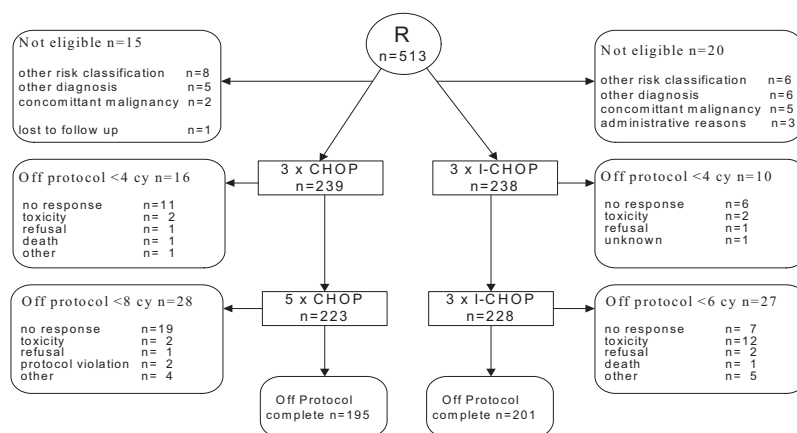 R
n=513
Not eligible n=15
other risk classification n=8
other diagnosis n=5
concomittant malignancy n=2
lost to follow up n=1
Not eligible n=20
other risk classification n=6
other diagnosis n=6
concomittant malignancy n=5
administrative reasons n=3
3 x CHOP
n=239
3 x I-CHOP
n=238
Off protocol <4 cy n=16
no response n=11
toxicity n= 2
refusal n= 1
death n= 1
other n= 1
Off protocol <4 cy n=10
no response n=6
toxicity n=2
refusal n=1
unknown n=1
5 x CHOP
n=223
3 x I-CHOP
n=228
Off protocol <8 cy n=28
no response n=19
toxicity n= 2
refusal n= 1
protocol violation n= 2
other n= 4
Off protocol <6 cy n=27
no response n= 7
toxicity n=12
refusal n= 2
death n= 1
other n= 5
Off Protocol
complete n=195
Off Protocol
complete n=201